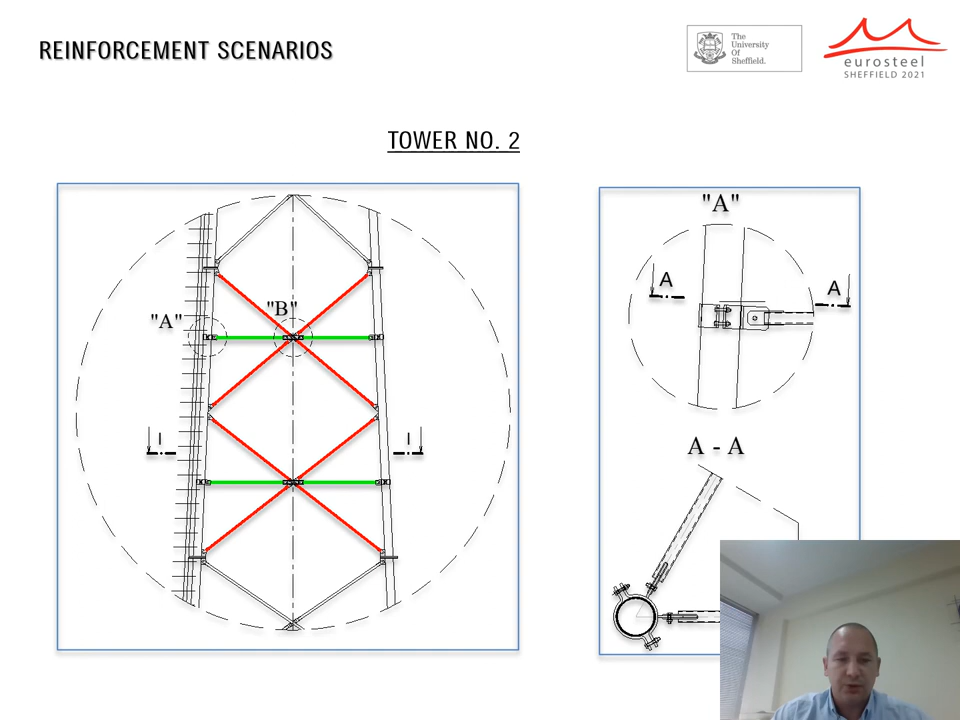 REINFORCEMENT SCENARIOS
The
University
Of
Sheffield.
eurosteel
SHEFFIELD 2021
TOWER NO. 2
"A"
"B"
"A"
I
I
"A"
A
A
A - A